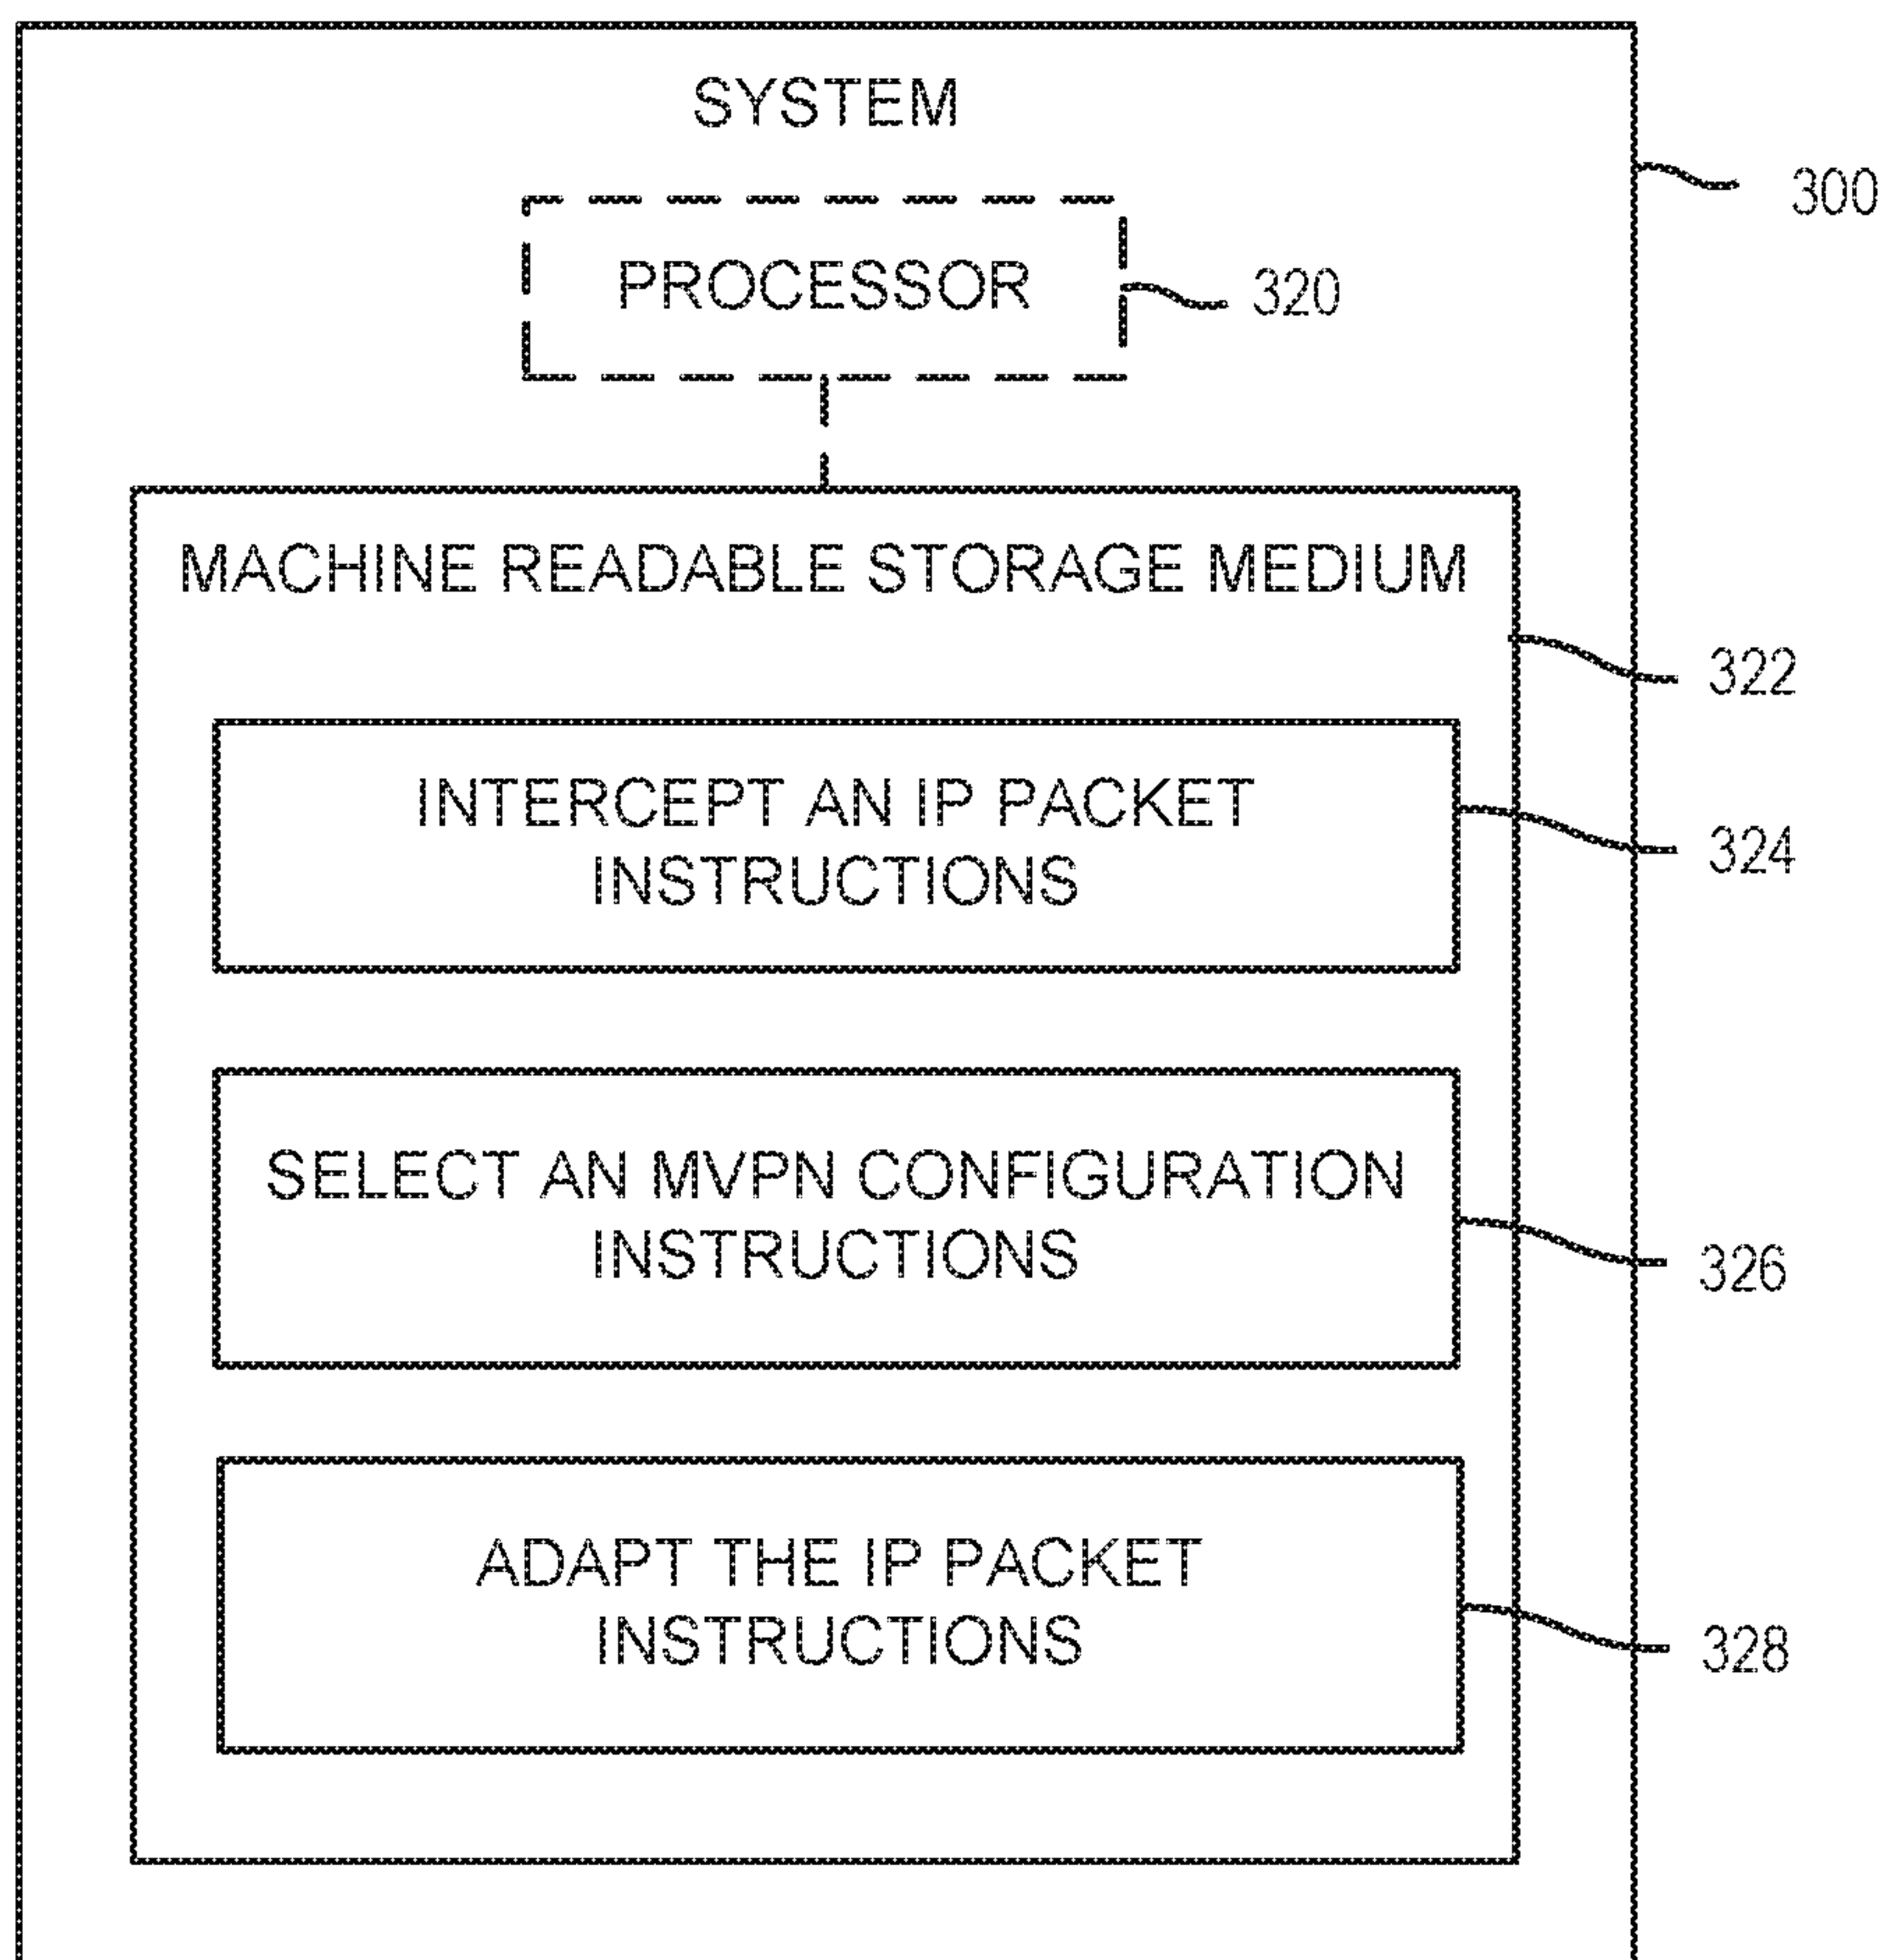 SYSTEM
300
PROCESSOR
320
MACHINE READABLE STORAGE MEDIUM
322
INTERCEPT AN IP PACKET
INSTRUCTIONS
324
SELECT AN MVPN CONFIGURATION
INSTRUCTIONS
326
ADAPT THE IP PACKET
INSTRUCTIONS
328